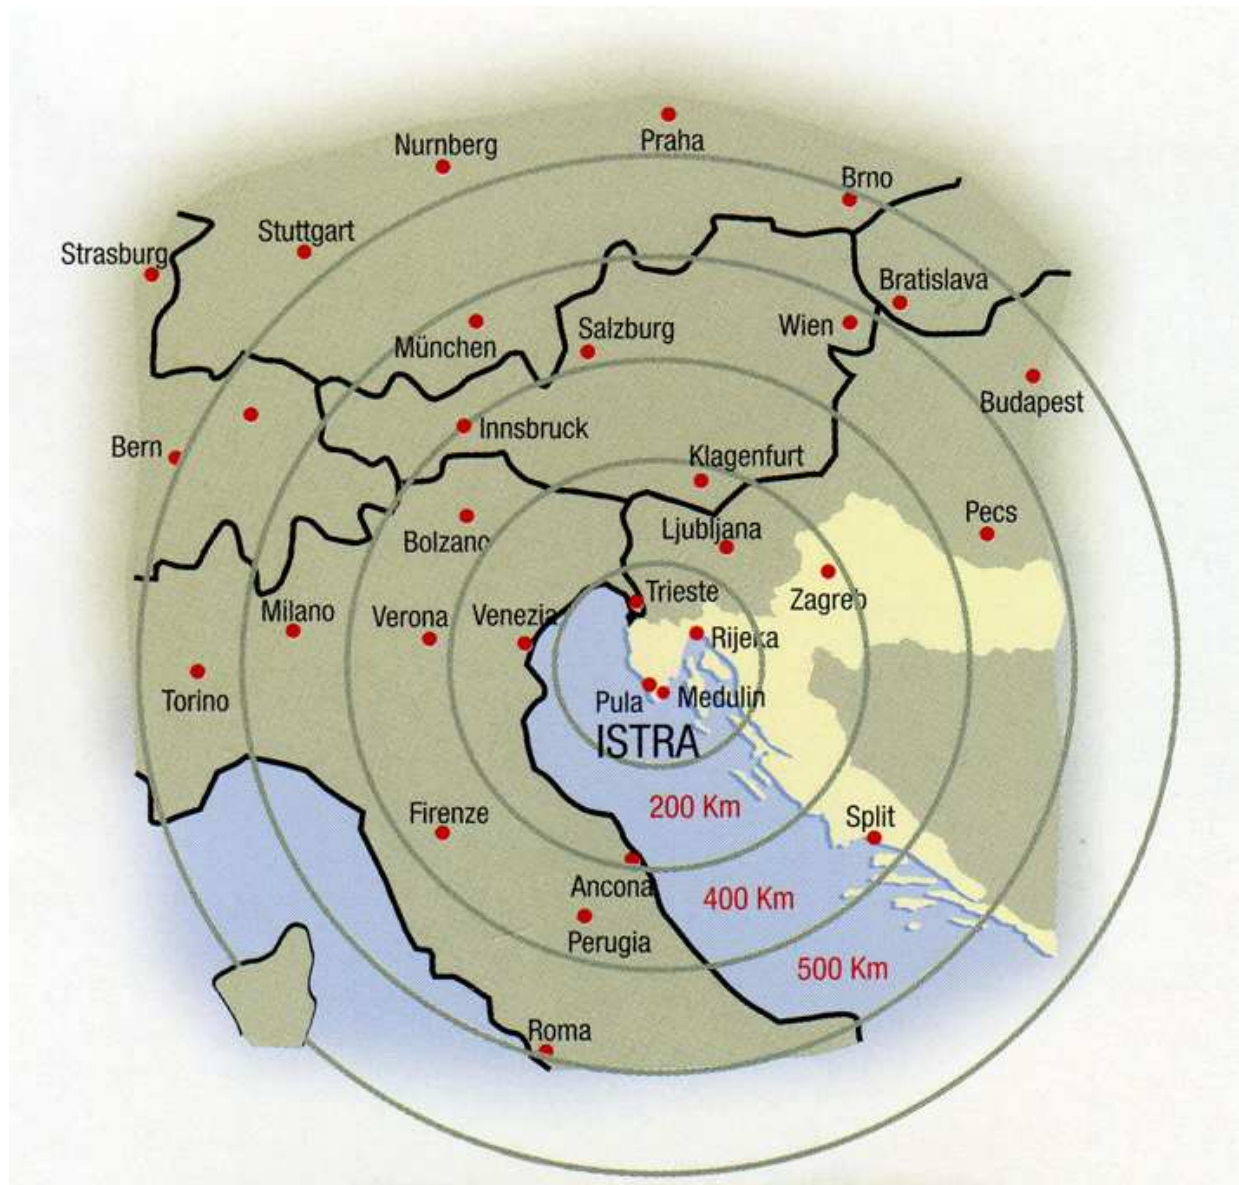 Praha
Nurnberg
Brno
Stuttgart
Strasburg
Bratislava
Salzburg
Wien
München
Budapest
Innsbruck
Bern
Klagenfurt
Pecs
Ljubljana
Bolzano
Trieste
Zagreb
Milano
Verona
Venezia
Rijeka
Torino
Pula
Medulin
ISTRA
200 Km
Firenze
Split
Ancona
400 Km
Perugia
500 Km
Roma